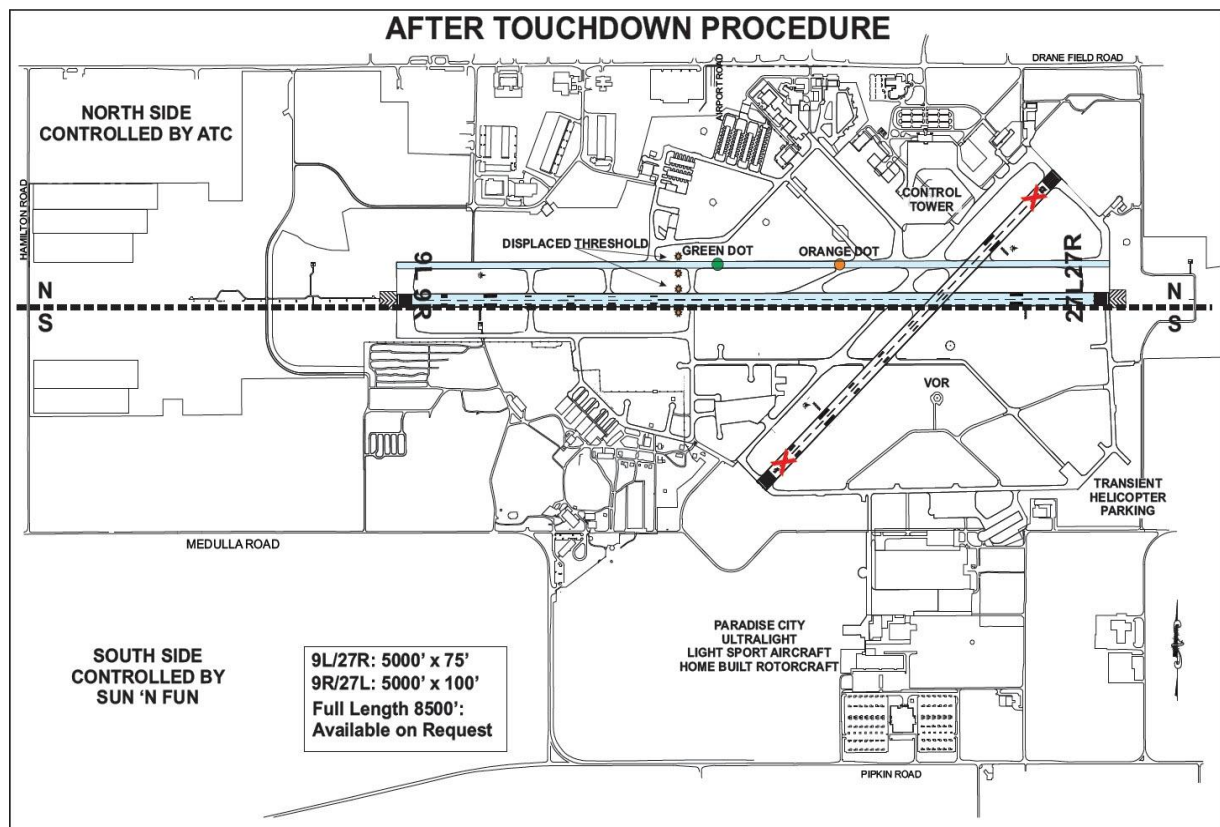 AFTER TOUCHDOWN PROCEDURE
DRANE FIELD ROAD
AIRPORT ROAD
NORTH SIDE
CONTROLLED BY ATC
HAMILTON ROAD
CONTROL
TOWER
DISPLACED THRESHOLD
GREEN DOT
ORANGE DOT
9L
9R
27R
27L
N
S
N
S
VOR
TRANSIENT
HELICOPTER
PARKING
MEDULLA ROAD
PARADISE CITY
ULTRALIGHT
LIGHT SPORT AIRCRAFT
HOME BUILT ROTORCRAFT
SOUTH SIDE
CONTROLLED BY
SUN ‘N FUN
9L/27R: 5000’ x 75’
9R/27L: 5000’ x 100’
Full Length 8500’:
Available on Request
PIPKIN ROAD